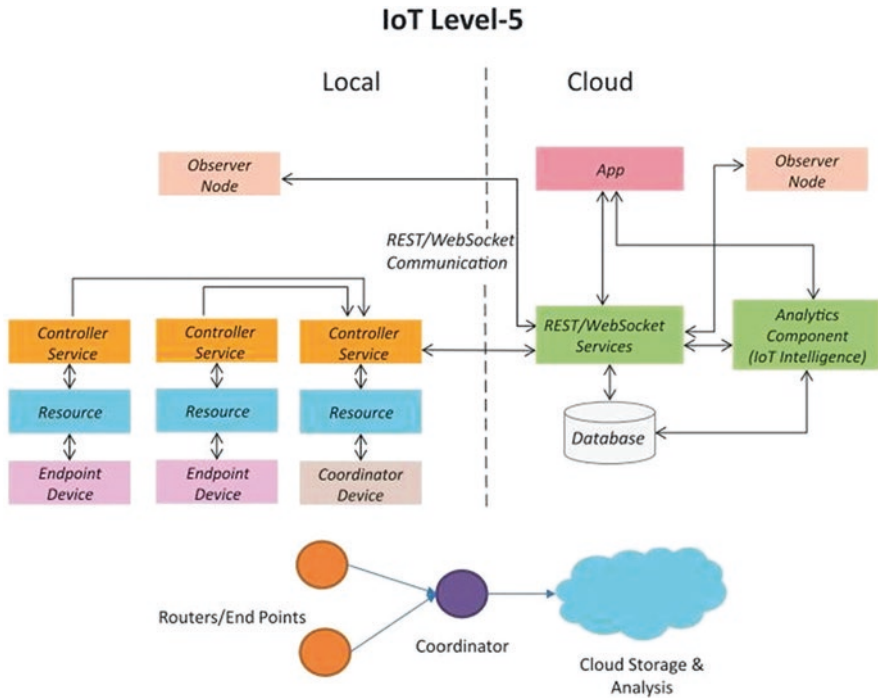 IoT Level-5
Local
Cloud
Observer
Node
App
Observer
Node
REST/WebSocket
Communication
Controller
Service
Controller
Service
Controller
Service
REST/WebSocket
Services
Analytics
Component
(IoT Intelligence)
Resource
Resource
Resource
Database
Endpoint
Device
Endpoint
Device
Coordinator
Device
Routers/End Points
Coordinator
Cloud Storage &
Analysis